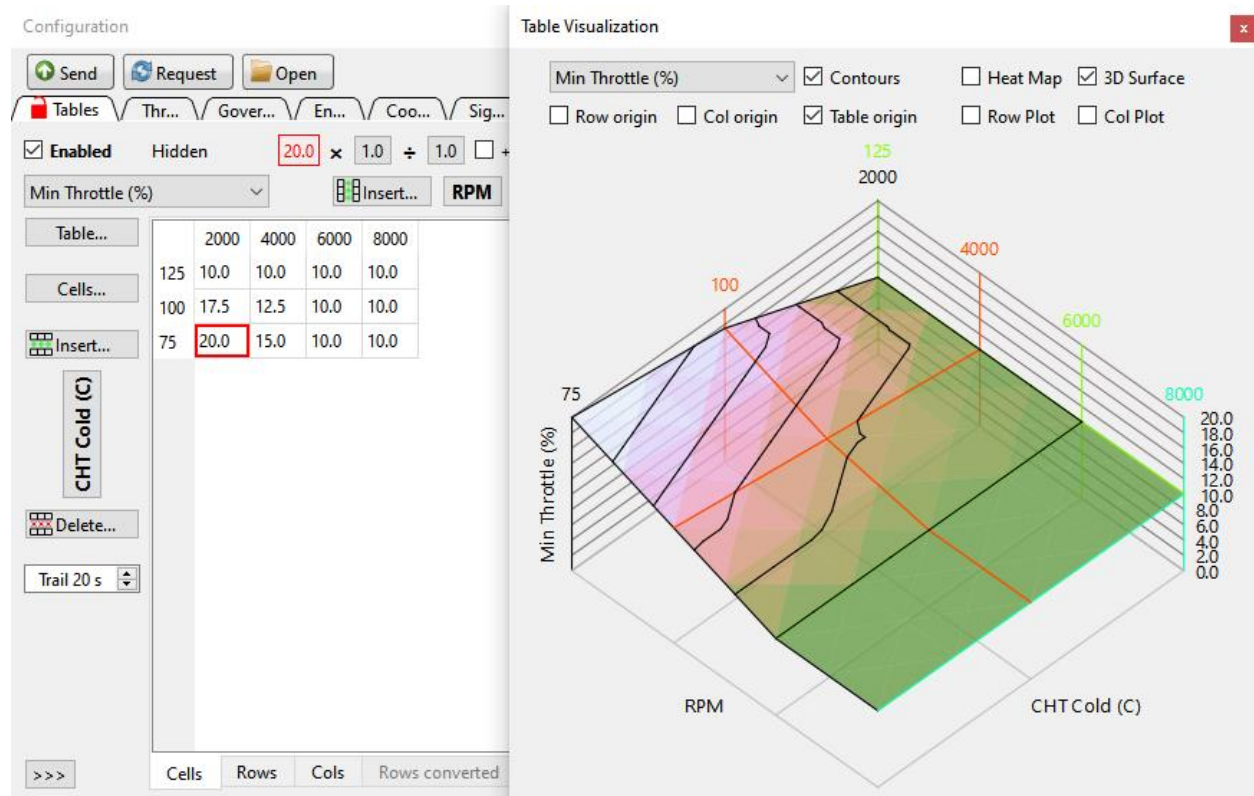 Configuration
Send Request Open
Tables Thr... Gover... En... Coo... Sig...
Enabled Hidden 20.0 × 1.0 ÷ 1.0 +
Min Throttle (%) Insert... RPM
Table...
Cells...
Insert...
CHT Cold (C)
Delete...
Trail 20 s
2000 4000 6000 8000
125 10.0 10.0 10.0 10.0
100 17.5 12.5 10.0 10.0
75 20.0 15.0 10.0 10.0
>>>
Cells Rows Cols Rows converted
Table Visualization x
Min Throttle (%) Contours Heat Map 3D Surface
Row origin Col origin Table origin Row Plot Col Plot
125
2000
4000
100
6000
75
8000
20.0
18.0
16.0
14.0
12.0
10.0
8.0
6.0
4.0
2.0
0.0
Min Throttle (%)
RPM
CHT Cold (C)